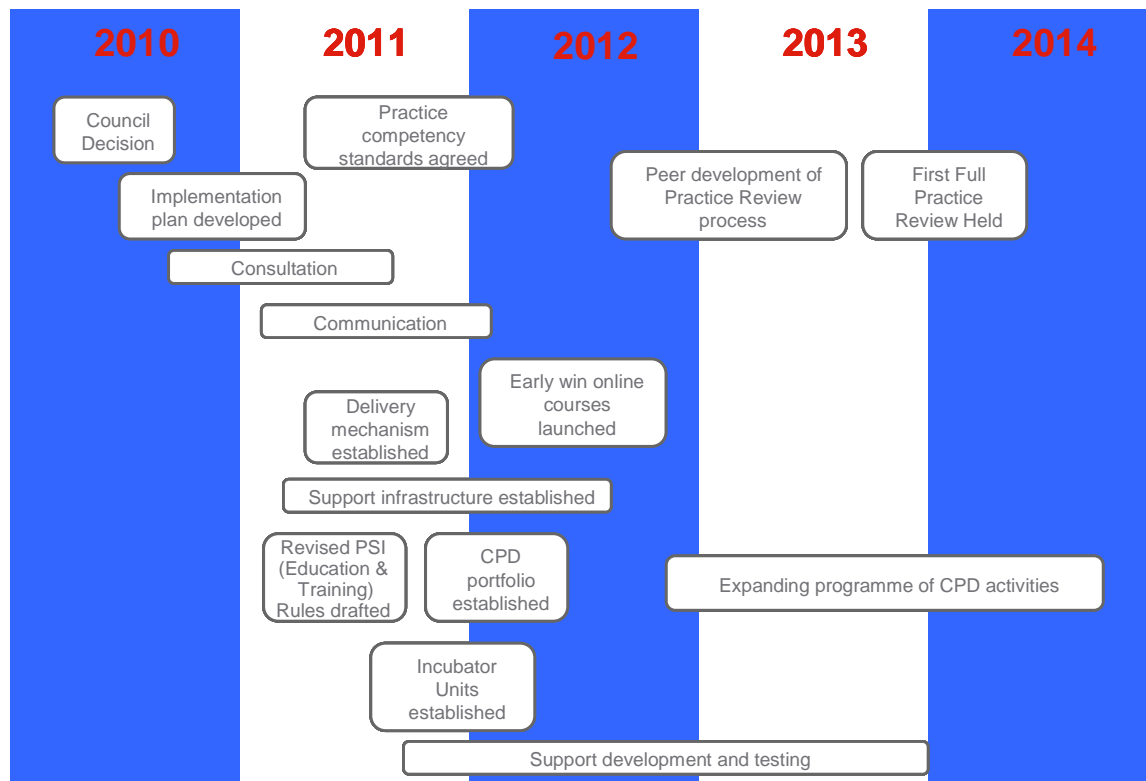 2010
2011
2012
2013
2014
Council
Decision
Practice
competency
standards agreed
Peer development of
Practice Review
process
First Full
Practice
Review Held
Implementation
plan developed
Consultation
Communication
Early win online
courses
launched
Delivery
mechanism
established
Support infrastructure established
Revised PSI
(Education &
Training)
Rules drafted
CPD
portfolio
established
Expanding programme of CPD activities
Incubator
Units
established
Support development and testing